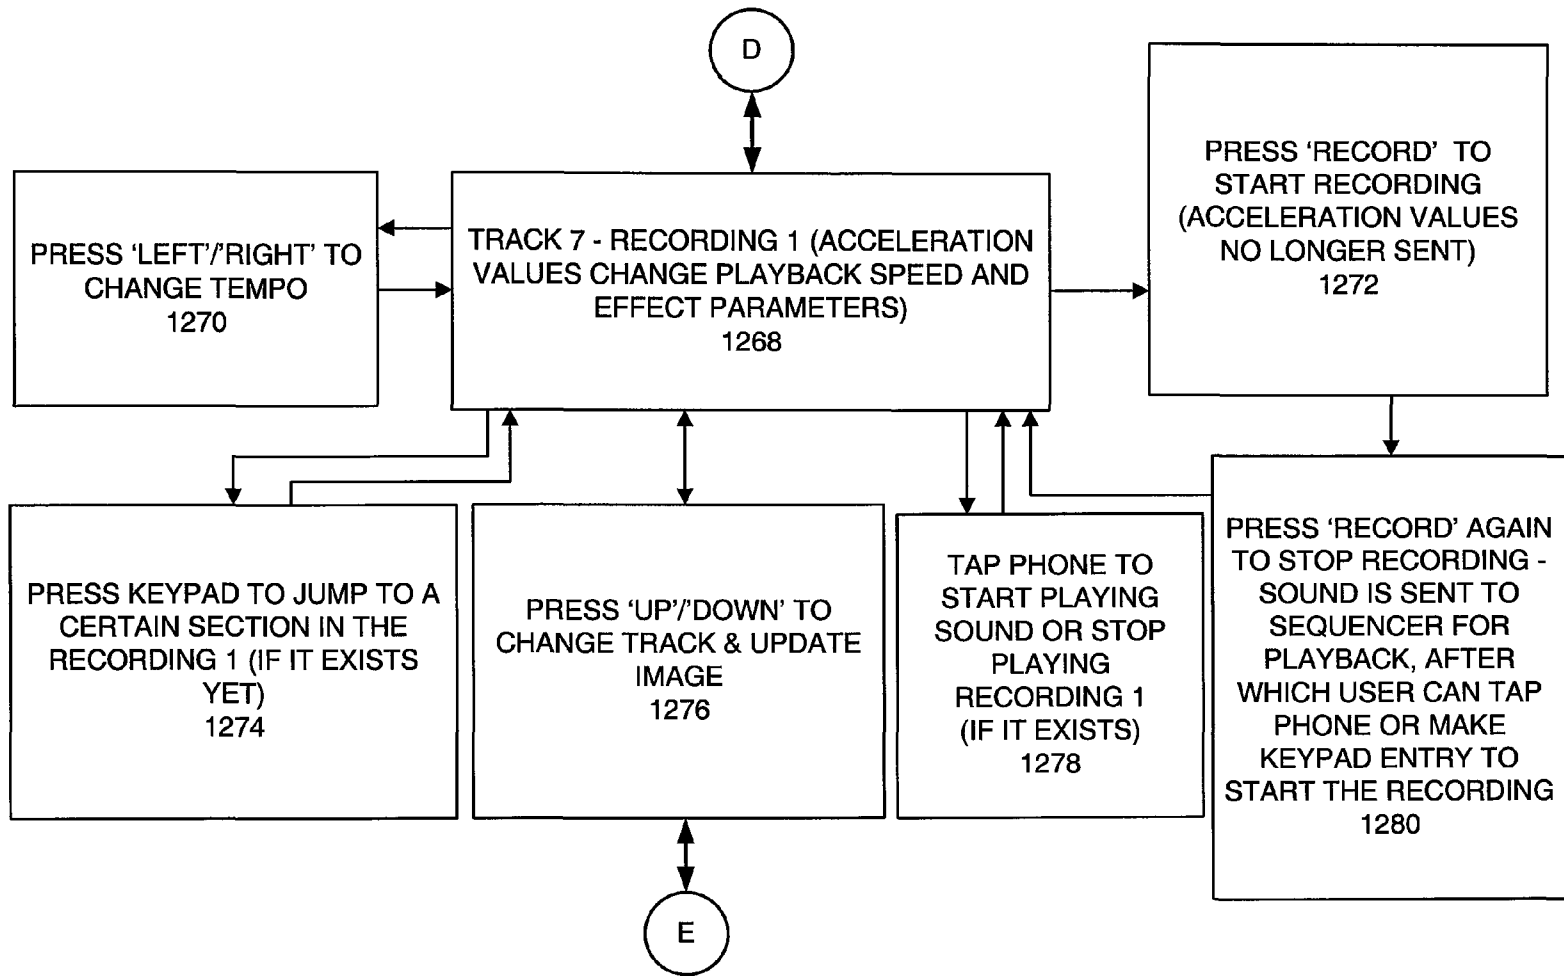 D
PRESS 'RECORD' TO
START RECORDING
(ACCELERATION VALUES
NO LONGER SENT)
1272
PRESS 'LEFT'/'RIGHT' TO
CHANGE TEMPO
1270
TRACK 7 - RECORDING 1 (ACCELERATION
VALUES CHANGE PLAYBACK SPEED AND
EFFECT PARAMETERS)
1268
PRESS KEYPAD TO JUMP TO A
CERTAIN SECTION IN THE
RECORDING 1 (IF IT EXISTS
YET)
1274
PRESS 'UP'/'DOWN' TO
CHANGE TRACK & UPDATE
IMAGE
1276
TAP PHONE TO
START PLAYING
SOUND OR STOP
PLAYING
RECORDING 1
(IF IT EXISTS)
1278
PRESS 'RECORD' AGAIN
TO STOP RECORDING -
SOUND IS SENT TO
SEQUENCER FOR
PLAYBACK, AFTER
WHICH USER CAN TAP
PHONE OR MAKE
KEYPAD ENTRY TO
START THE RECORDING
1280
E